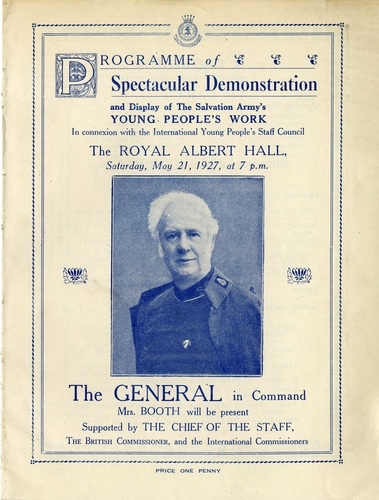 PROGRAMME of
Spectacular Demonstration
and Display of The Salvation Army's
YOUNG PEOPLE'S WORK
In connexion with the International Young People's Staff Council
The ROYAL ALBERT HALL,
Saturday, May 21, 1927, at 7 p.m.
The GENERAL in Command
Mrs. BOOTH will be present
Supported by THE CHIEF OF THE STAFF,
THE BRITISH COMMISSIONER, and the International Commissioners
PRICE ONE PENNY